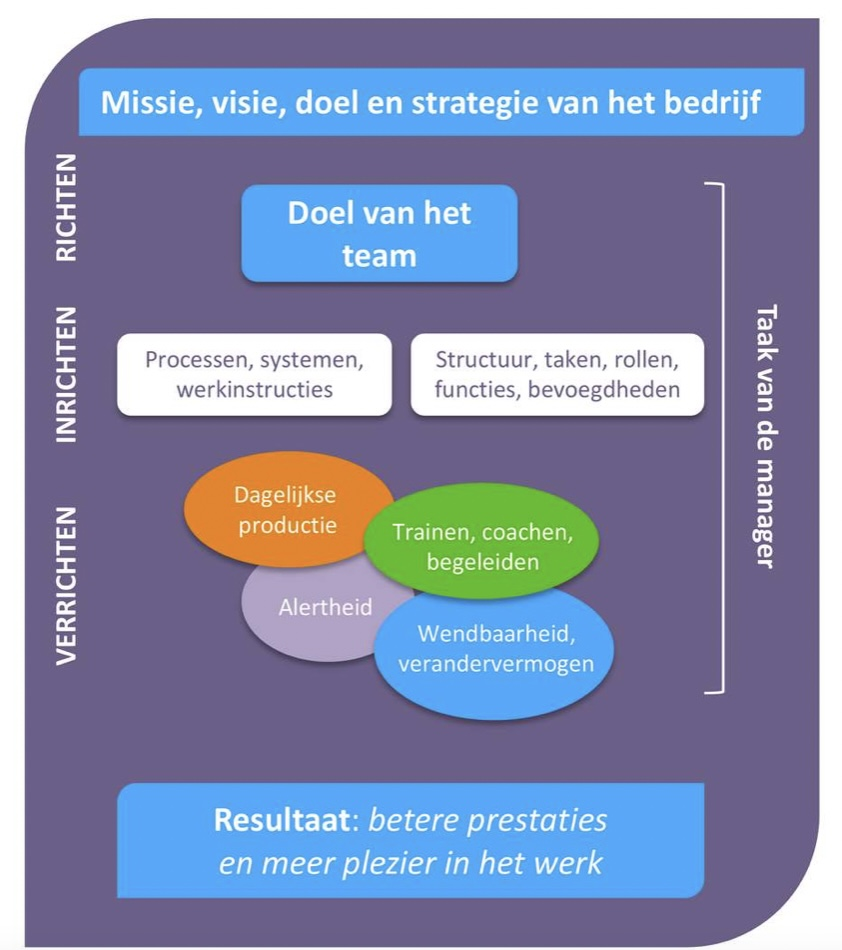 Missie, visie, doel en strategie van het bedrijf
RICHTEN
Doel van het
team
INRICHTEN
Processen, systemen,
werkinstructies
Structuur, taken, rollen,
functies, bevoegdheden
Taak van de manager
VERRICHTEN
Dagelijkse
productie
Trainen, coachen,
begeleiden
Alertheid
Wendbaarheid,
verandervermogen
Resultaat: betere prestaties
en meer plezier in het werk